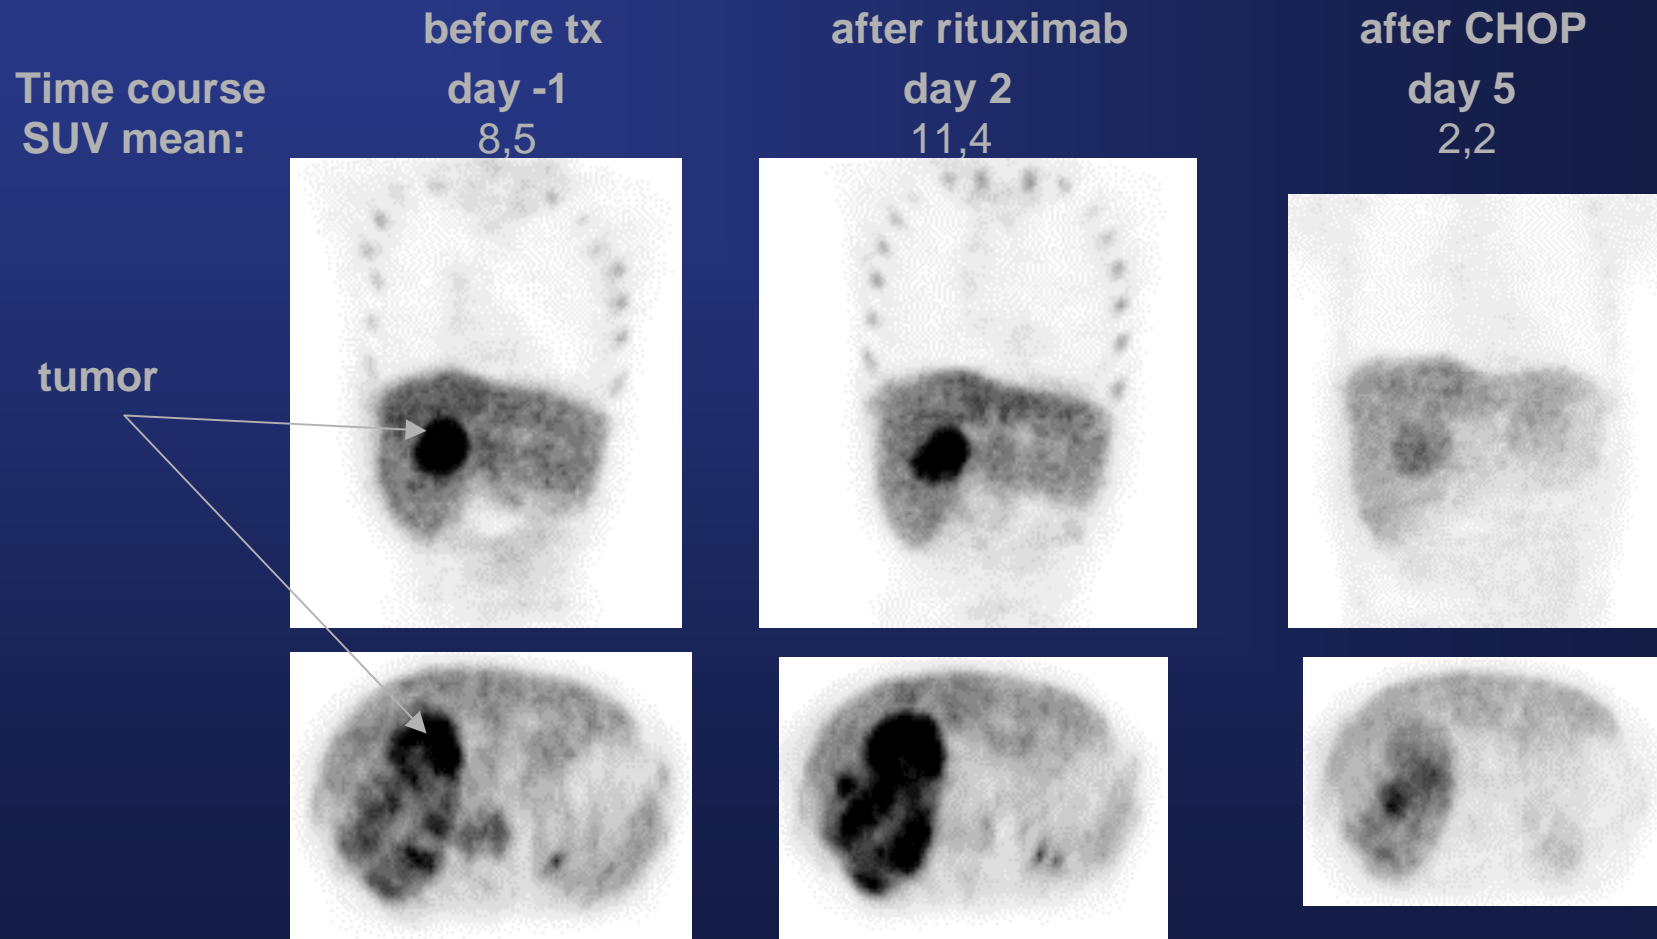 before tx after rituximab after CHOP
Time course day -1 day 2 day 5
SUV mean: 8,5 11,4 2,2
tumor